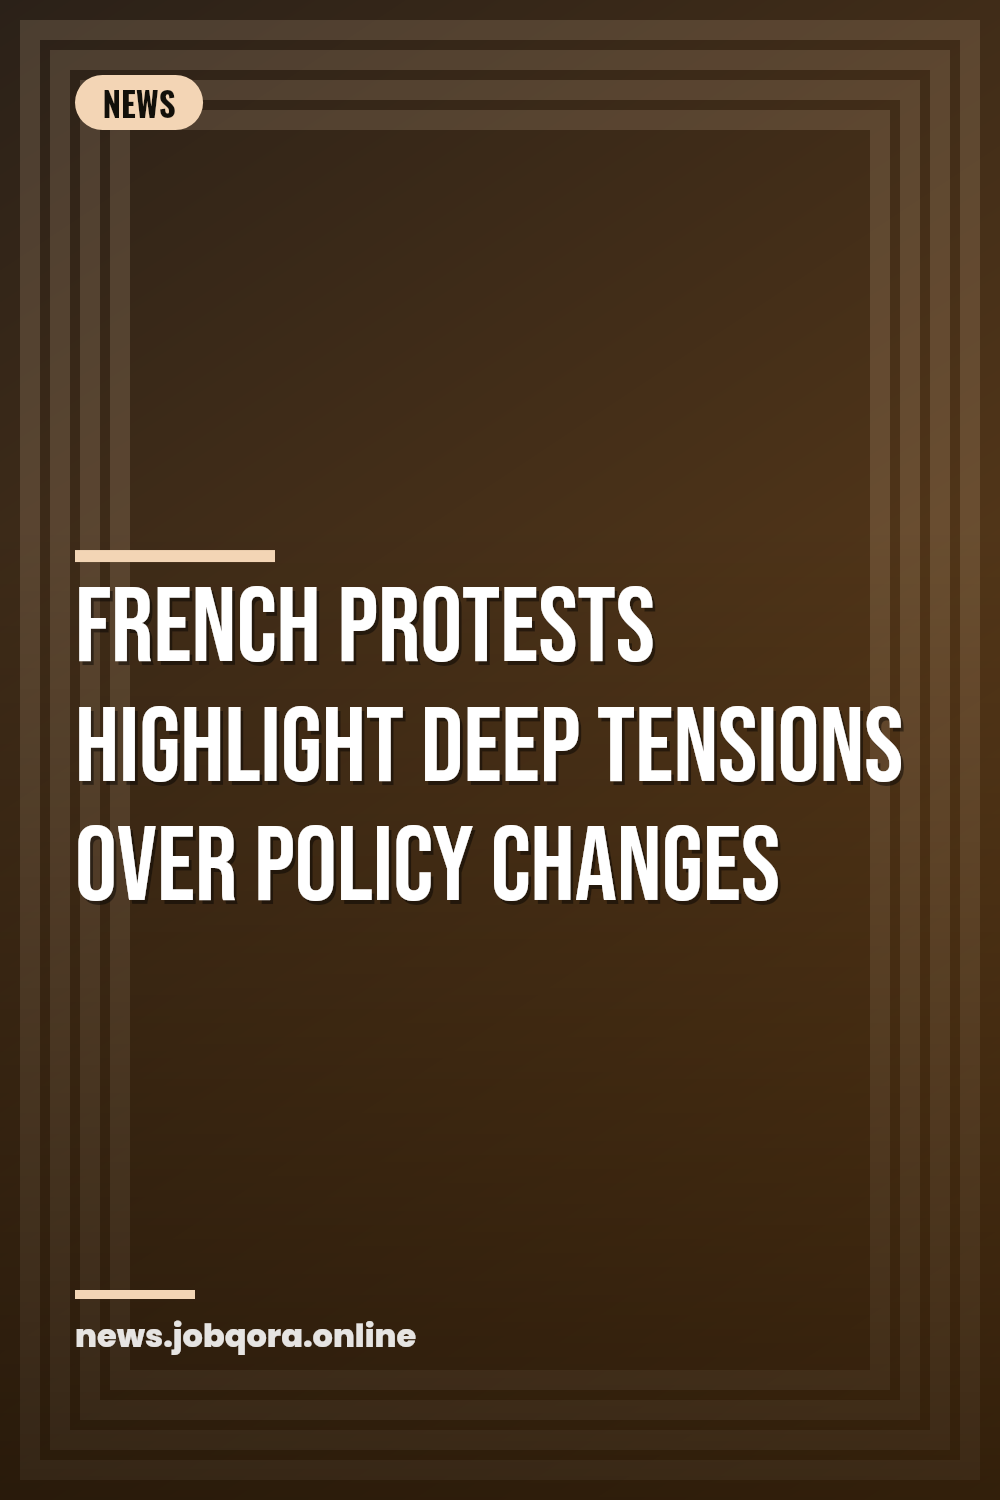 NEWS
FRENCH PROTESTS
HIGHLIGHT DEEP TENSIONS
OVER POLICY CHANGES
news.jobqora.online